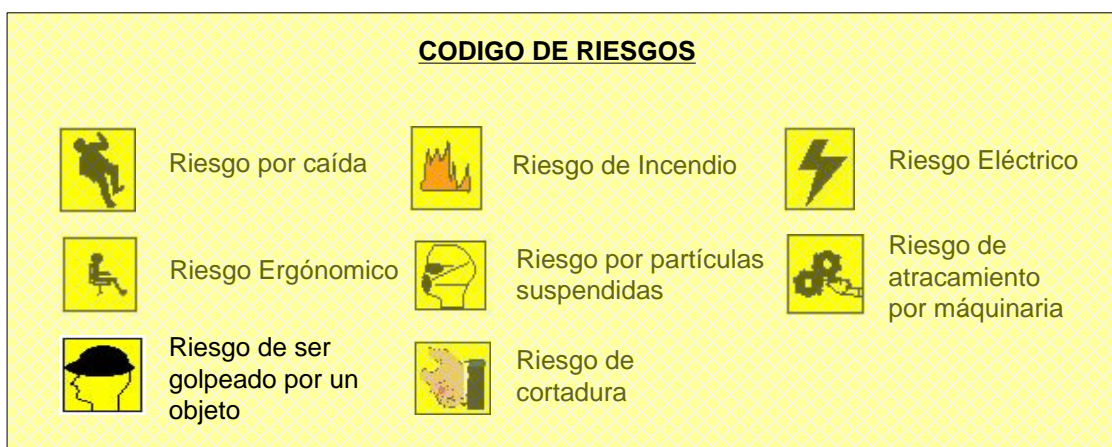 CODIGO DE RIESGOS
Riesgo por caída
Riesgo de Incendio
Riesgo Eléctrico
Riesgo Ergónomico
Riesgo por partículas
suspendidas
Riesgo de
atracamiento
por máquinaria
Riesgo de ser
golpeado por un
objeto
Riesgo de
cortadura